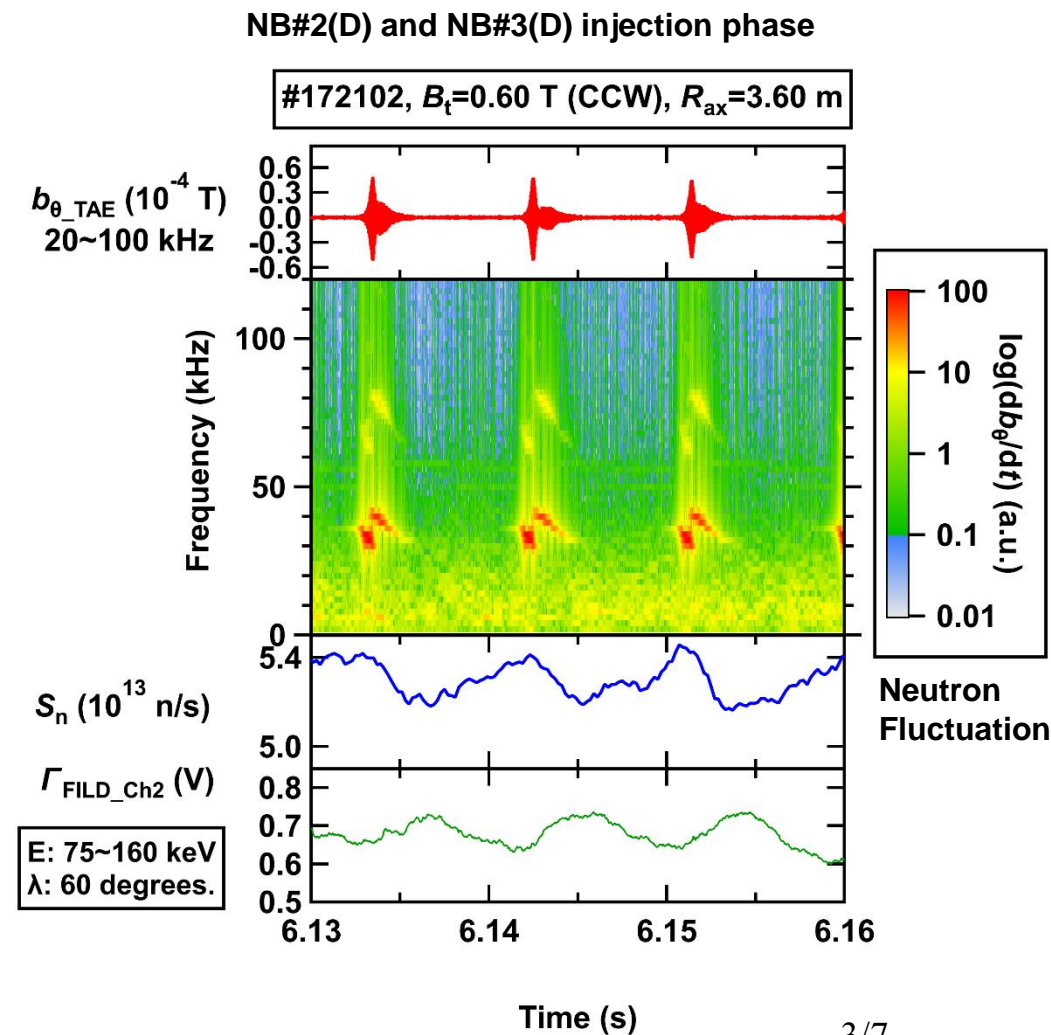 NB#2(D) and NB#3(D) injection phase
#172102, Bt=0.60 T (CCW), Rax=3.60 m
bθ_TAE (10-4 T)
20~100 kHz
0.6
0.3
0.0
-0.3
-0.6
Frequency (kHz)
100
50
0
100
10
1
0.1
0.01
log(dbθ/dt) (a.u.)
Sn (1013 n/s)
5.4
5.0
Neutron
Fluctuation
ΓFILD_Ch2 (V)
E: 75~160 keV
λ: 60 degrees.
0.8
0.7
0.6
0.5
6.13
6.14
6.15
6.16
Time (s)